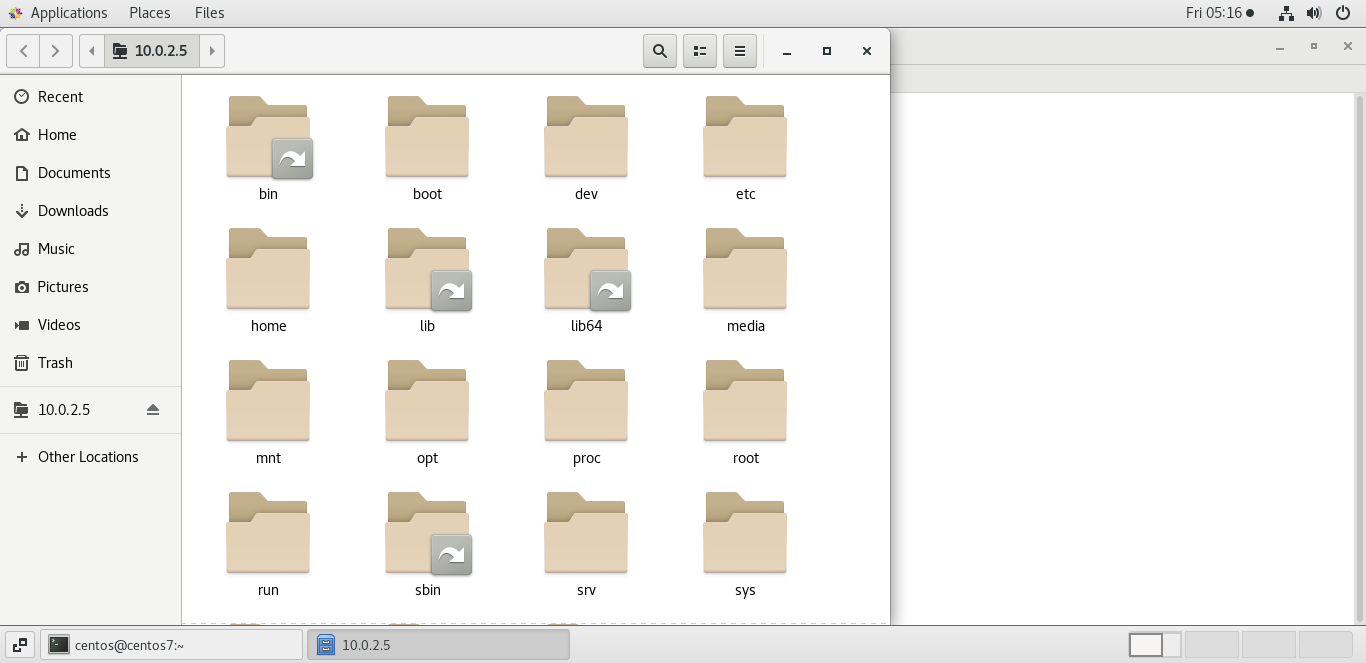 Applications Places Files Fri 05:16
10.0.2.5
Recent
Home
Documents
Downloads
Music
Pictures
Videos
Trash
10.0.2.5
Other Locations
bin boot dev etc
home lib lib64 media
mnt opt proc root
run sbin srv sys
centos@centos7:~ 10.0.2.5